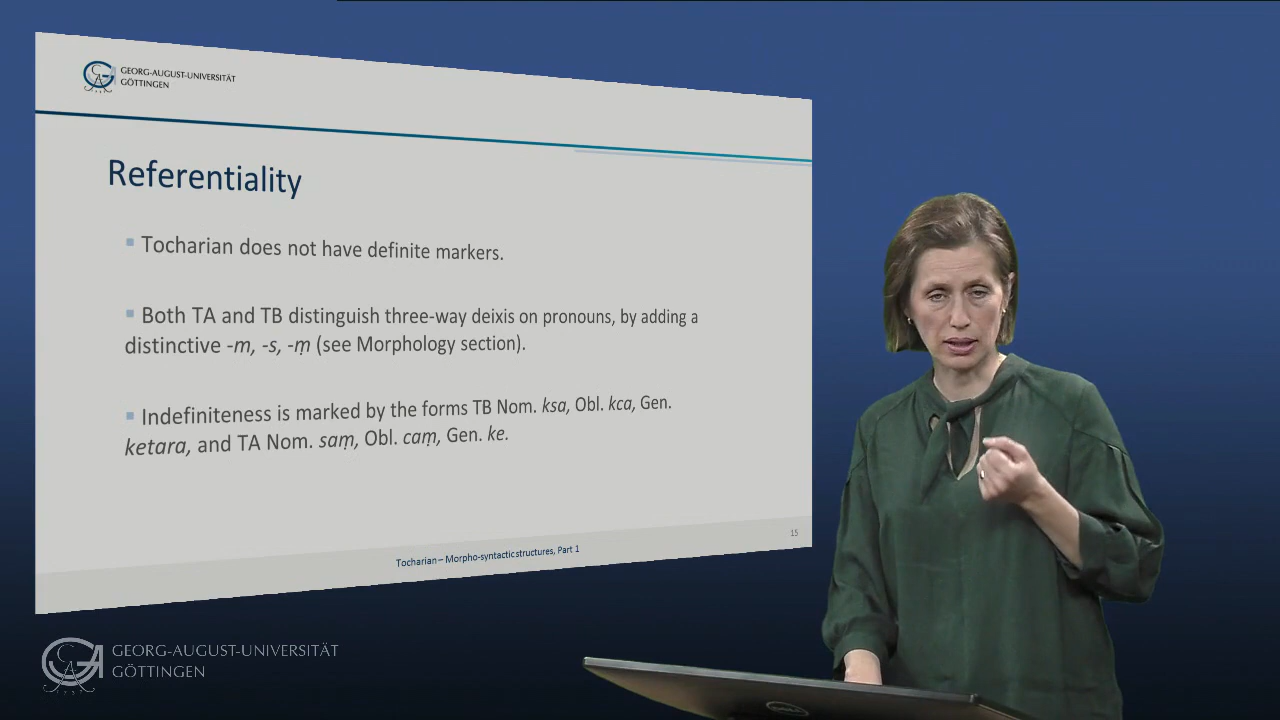 GEORG-AUGUST-UNIVERSITÄT
GÖTTINGEN
Referentiality
Tocharian does not have definite markers.
Both TA and TB distinguish three-way deixis on pronouns, by adding a
distinctive -m, -s, -ṃ (see Morphology section).
Indefiniteness is marked by the forms TB Nom. ksa, Obl. kca, Gen.
ketara, and TA Nom. saṃ, Obl. caṃ, Gen. ke.
15
Tocharian – Morpho-syntactic structures, Part 1
GEORG-AUGUST-UNIVERSITÄT
GÖTTINGEN